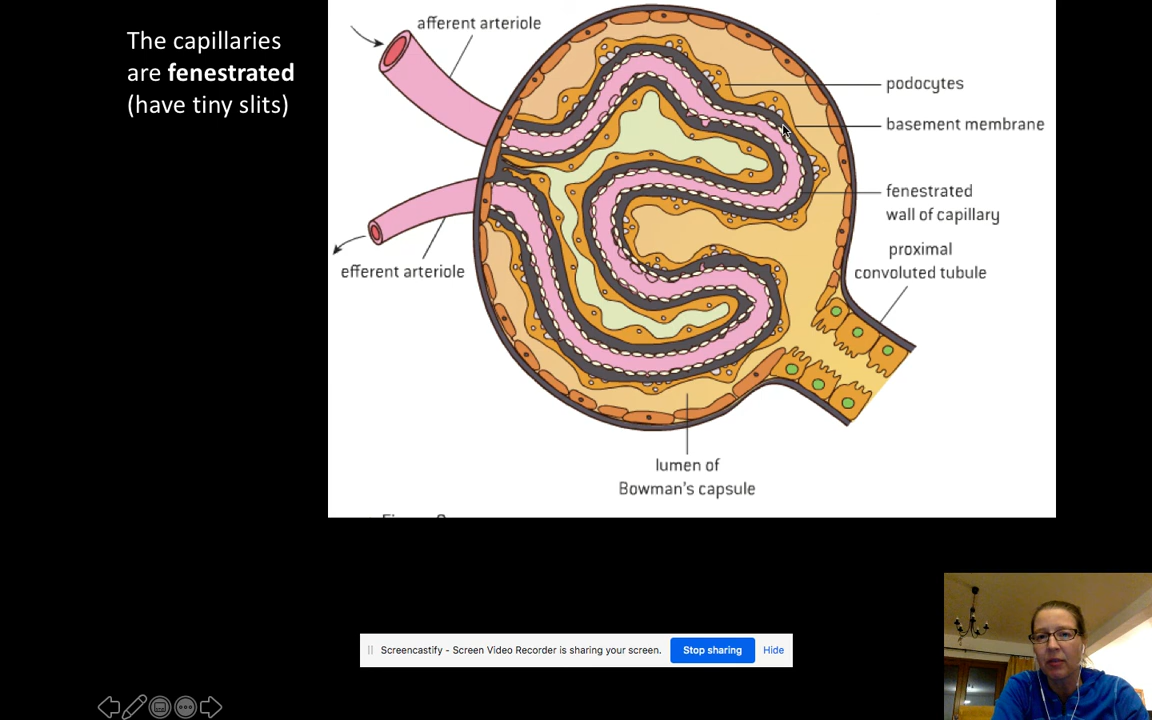 The capillaries
are fenestrated
(have tiny slits)
afferent arteriole
podocytes
basement membrane
fenestrated
wall of capillary
proximal
convoluted tubule
efferent arteriole
lumen of
Bowman's capsule
Screencastify - Screen Video Recorder is sharing your screen.
Stop sharing
Hide